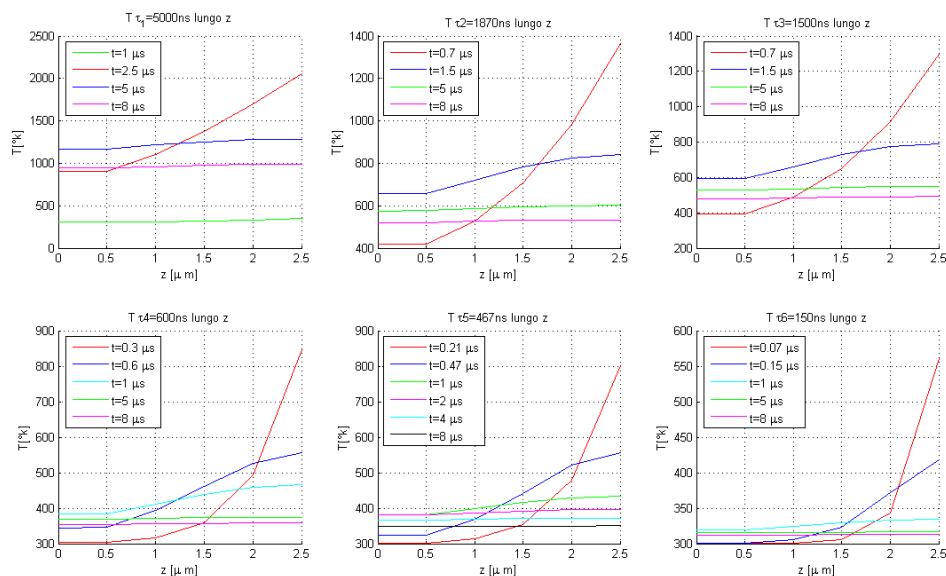 T τ1=5000ns lungo z
T τ2=1870ns lungo z
T τ3=1500ns lungo z
2500
2000
1500
1000
500
0
T[°k]
t=1 μs
t=2.5 μs
t=5 μs
t=8 μs
0 0.5 1 1.5 2 2.5
z [μ m]
1400
1200
1000
800
600
400
T[°k]
t=0.7 μs
t=1.5 μs
t=5 μs
t=8 μs
0 0.5 1 1.5 2 2.5
z [μ m]
1400
1200
1000
800
600
400
200
T[°k]
t=0.7 μs
t=1.5 μs
t=5 μs
t=8 μs
0 0.5 1 1.5 2 2.5
z [μ m]
T τ4=600ns lungo z
T τ5=467ns lungo z
T τ6=150ns lungo z
900
800
700
600
500
400
300
T[°k]
t=0.3 μs
t=0.6 μs
t=1 μs
t=5 μs
t=8 μs
0 0.5 1 1.5 2 2.5
z [μ m]
900
800
700
600
500
400
300
T[°k]
t=0.21 μs
t=0.47 μs
t=1 μs
t=2 μs
t=4 μs
t=8 μs
0 0.5 1 1.5 2 2.5
z [μ m]
600
550
500
450
400
350
300
T[°k]
t=0.07 μs
t=0.15 μs
t=1 μs
t=5 μs
t=8 μs
0 0.5 1 1.5 2 2.5
z [μ m]